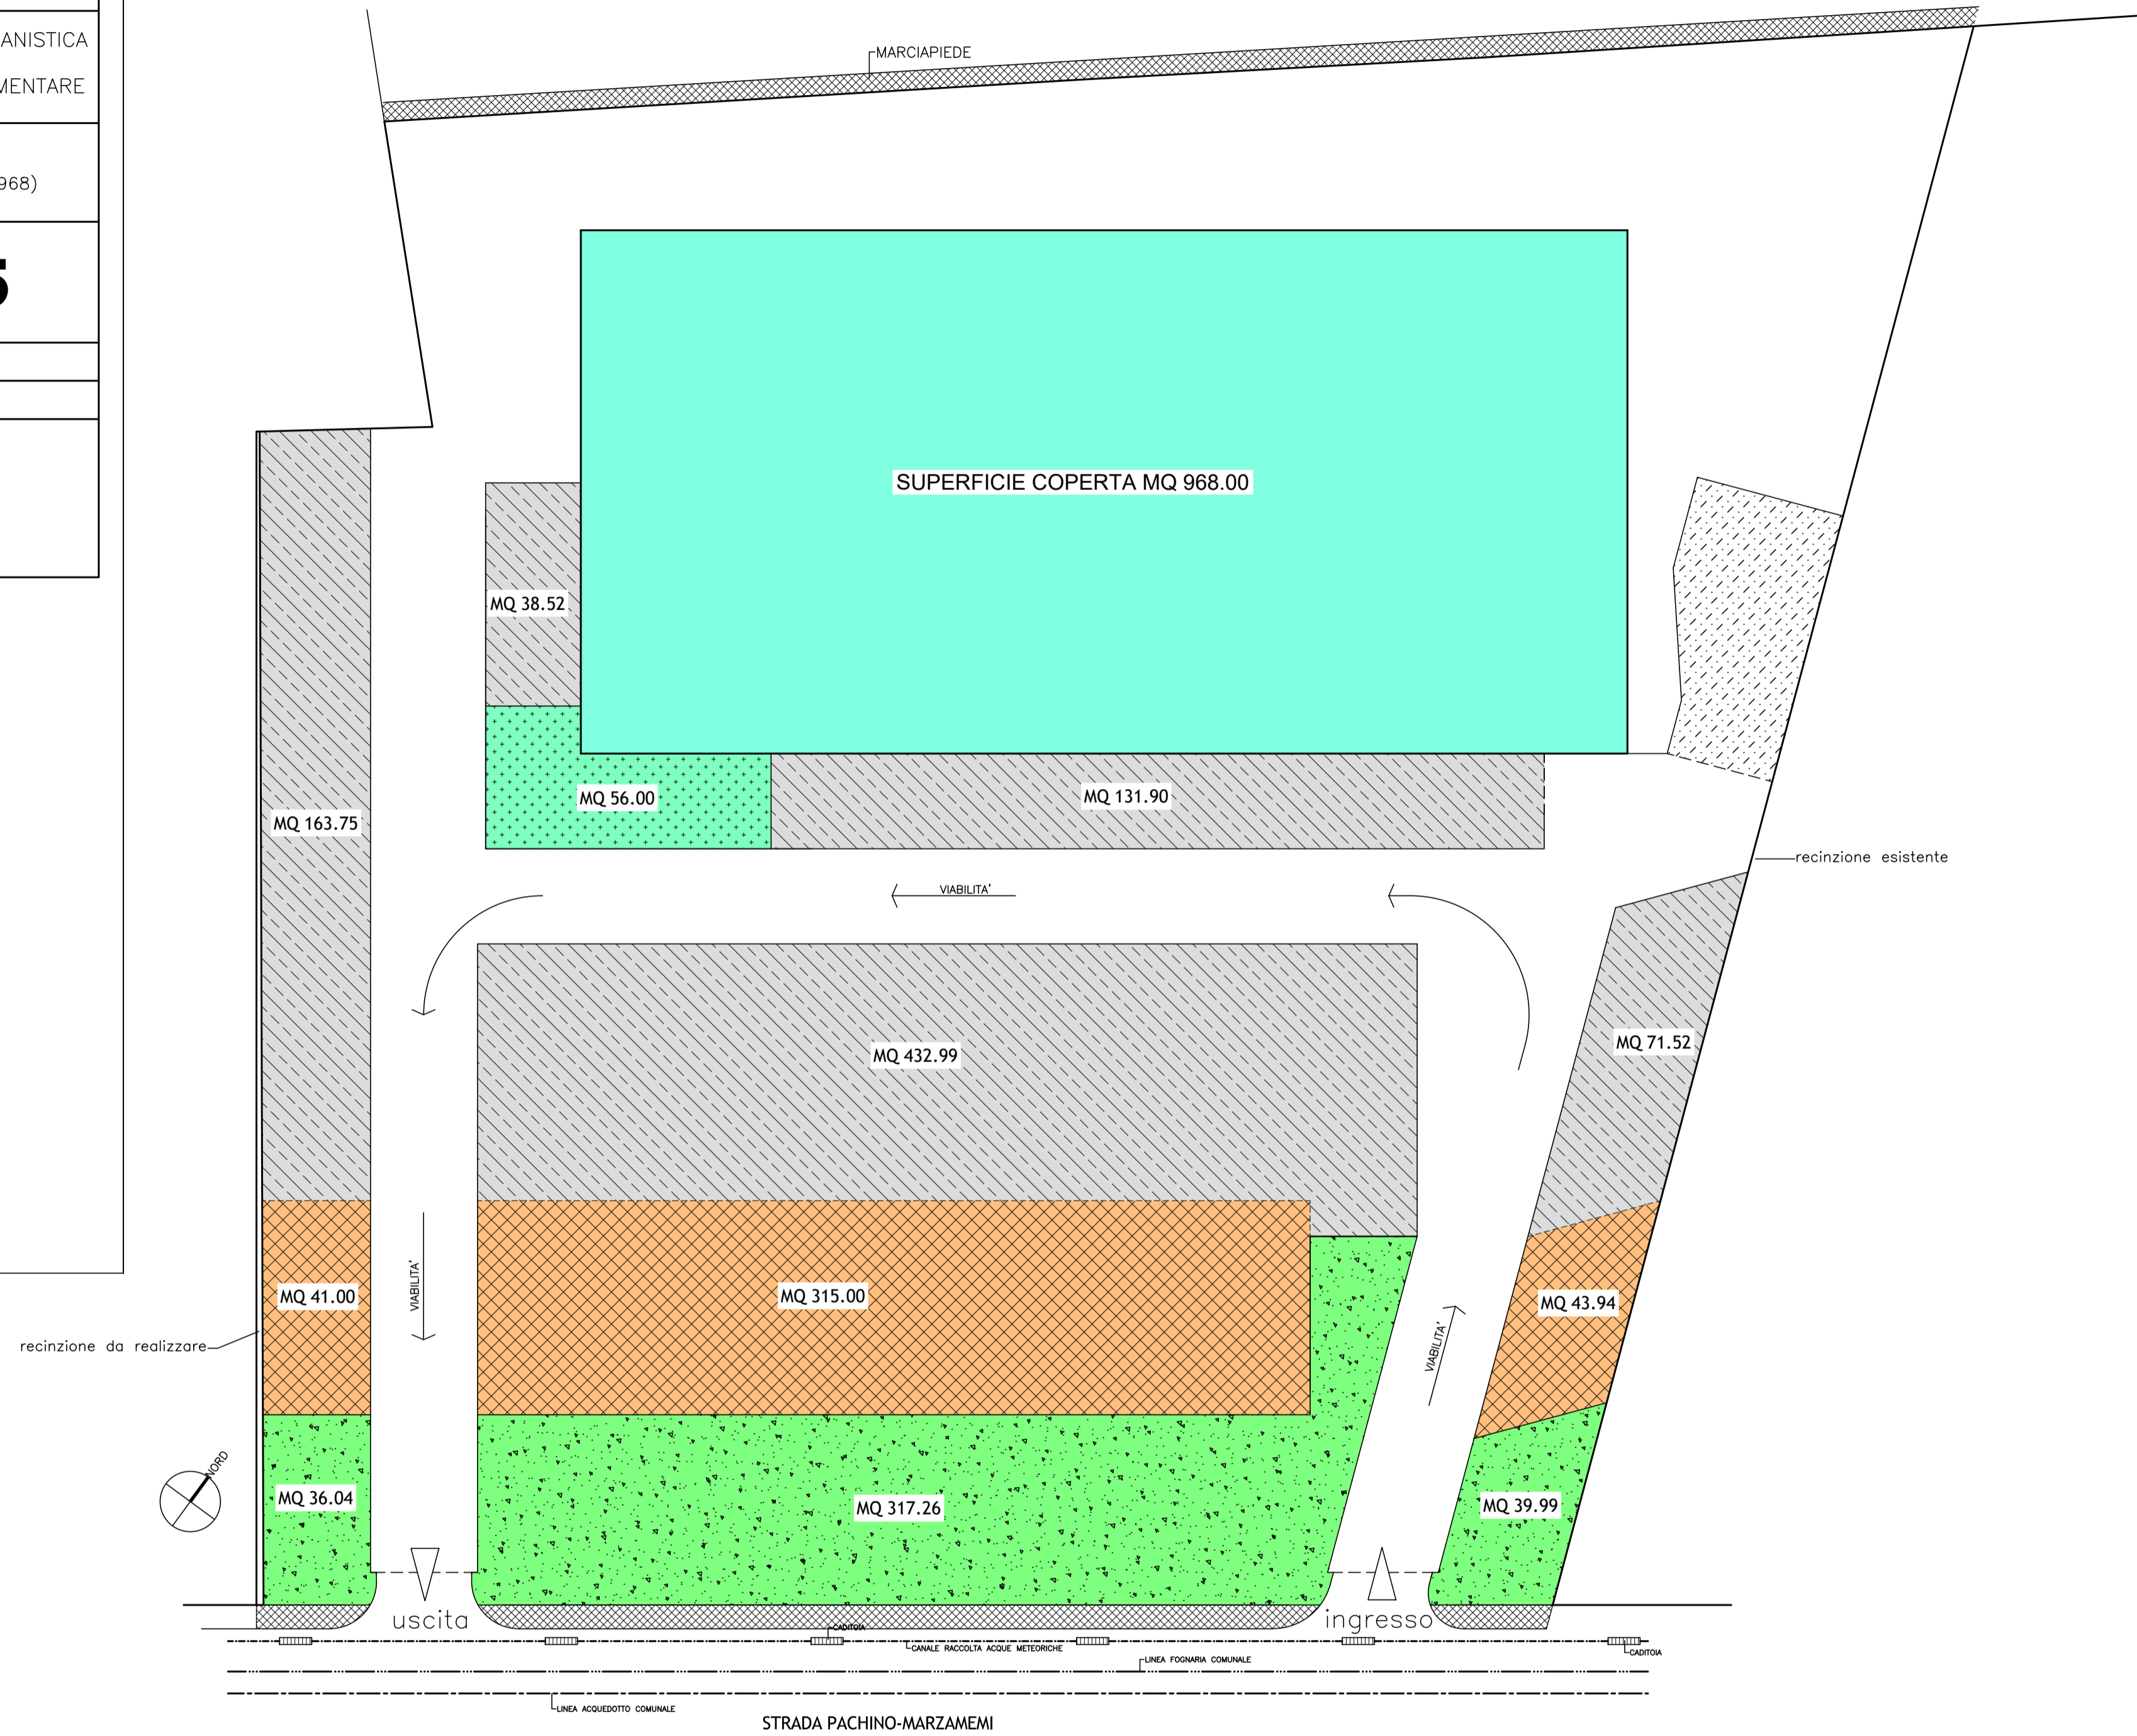 ANISTICA
MENTARE
968)
5
MARCIAPIEDE
SUPERFICIE COPERTA MQ 968.00
MQ 38.52
MQ 56.00
MQ 131.90
MQ 163.75
recinzione esistente
VIABILITA'
MQ 432.99
MQ 71.52
VIABILITA'
MQ 41.00
MQ 315.00
MQ 43.94
VIABILITA'
recinzione da realizzare
NORD
MQ 36.04
MQ 317.26
MQ 39.99
uscita
ingresso
CADITOIA
CANALE RACCOLTA ACQUE METEORICHE
CADITOIA
LINEA FOGNARIA COMUNALE
LINEA ACQUEDOTTO COMUNALE
STRADA PACHINO-MARZAMEMI